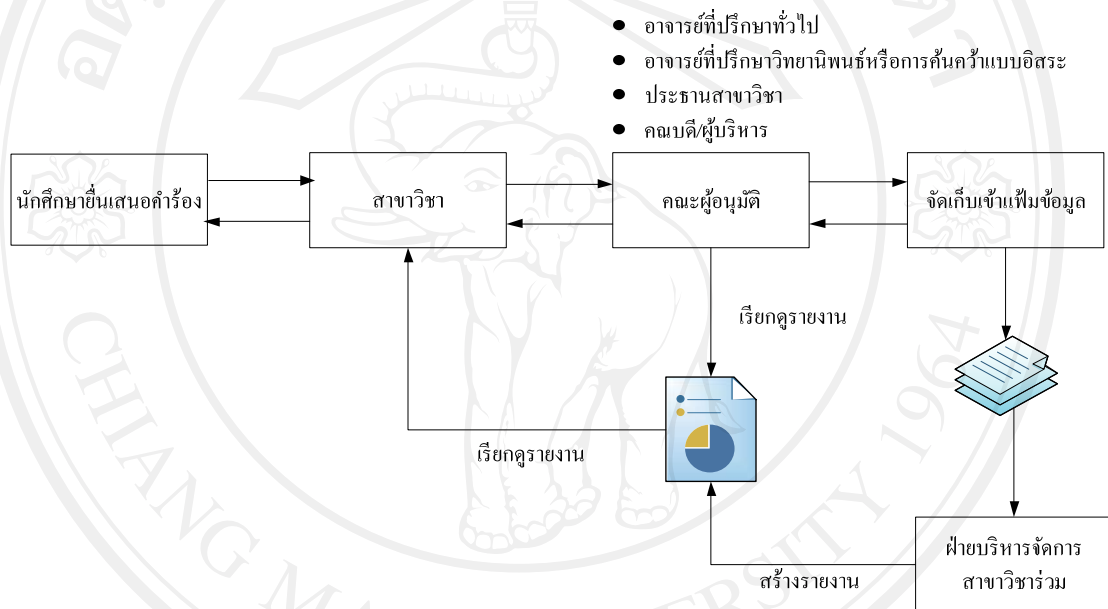 ● อาจารย์ที่ปรึกษาทั่วไป
● อาจารย์ที่ปรึกษาวิทยานิพนธ์หรือการค้นคว้าแบบอิสระ
● ประธานสาขาวิชา
● คณบดี/ผู้บริหาร
นักศึกษายื่นเสนอคำร้อง
สาขาวิชา
คณะผู้อนุมัติ
จัดเก็บเข้าแฟ้มข้อมูล
เรียกดูรายงาน
เรียกดูรายงาน
สร้างรายงาน
ฝ่ายบริหารจัดการ
สาขาวิชาร่วม
CHIANG MAI UNIVERSITY 1964